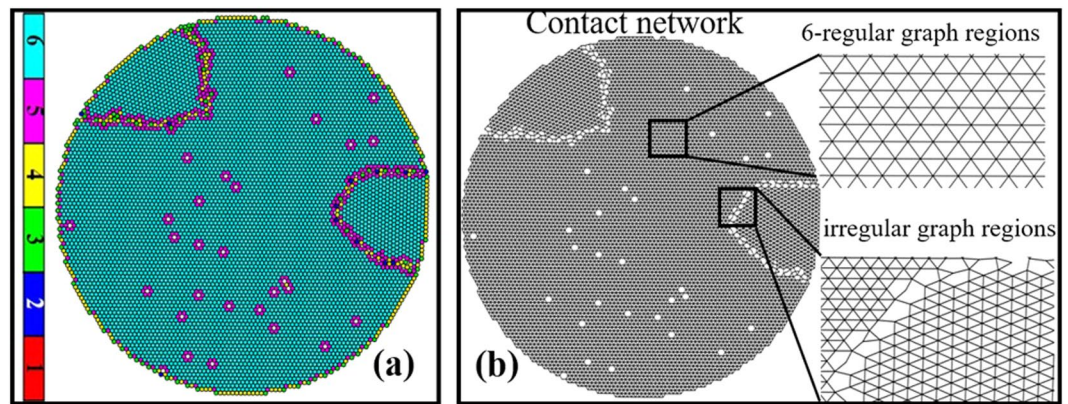 6
5
4
3
2
1
(a)
Contact network
(b)
6-regular graph regions
irregular graph regions